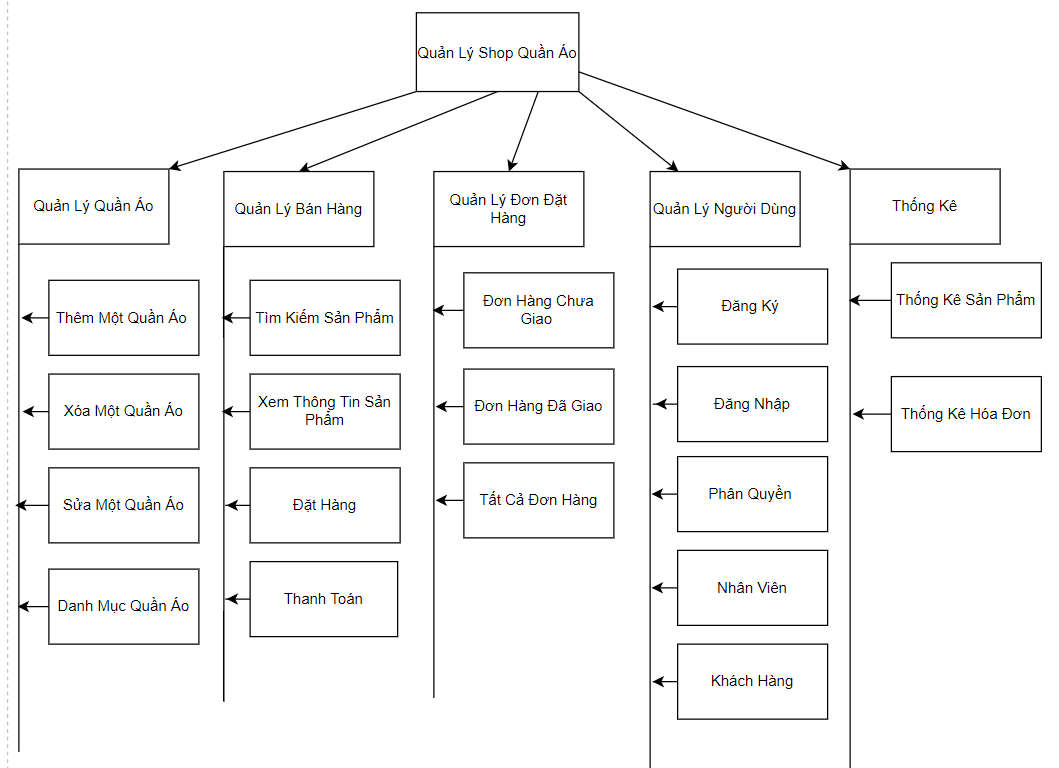 Quản Lý Shop Quần Áo
Quản Lý Quần Áo
Thêm Một Quần Áo
Xóa Một Quần Áo
Sửa Một Quần Áo
Danh Mục Quần Áo
Quản Lý Bán Hàng
Tìm Kiếm Sản Phẩm
Xem Thông Tin Sản
Phẩm
Đặt Hàng
Thanh Toán
Quản Lý Đơn Đặt
Hàng
Đơn Hàng Chưa
Giao
Đơn Hàng Đã Giao
Tất Cả Đơn Hàng
Quản Lý Người Dùng
Đăng Ký
Đăng Nhập
Phân Quyền
Nhân Viên
Khách Hàng
Thống Kê
Thống Kê Sản Phẩm
Thống Kê Hóa Đơn